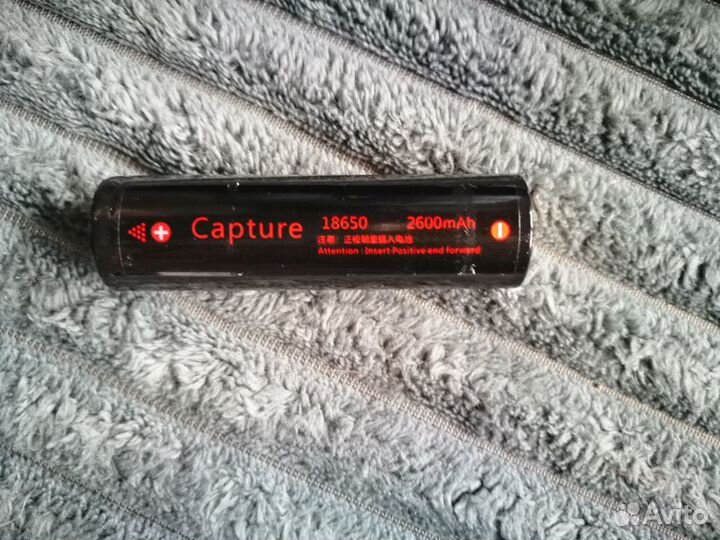 Capture 18650 2600mAh
注意：正极朝里插入电池
Attention : Insert Positive end forward
Avito